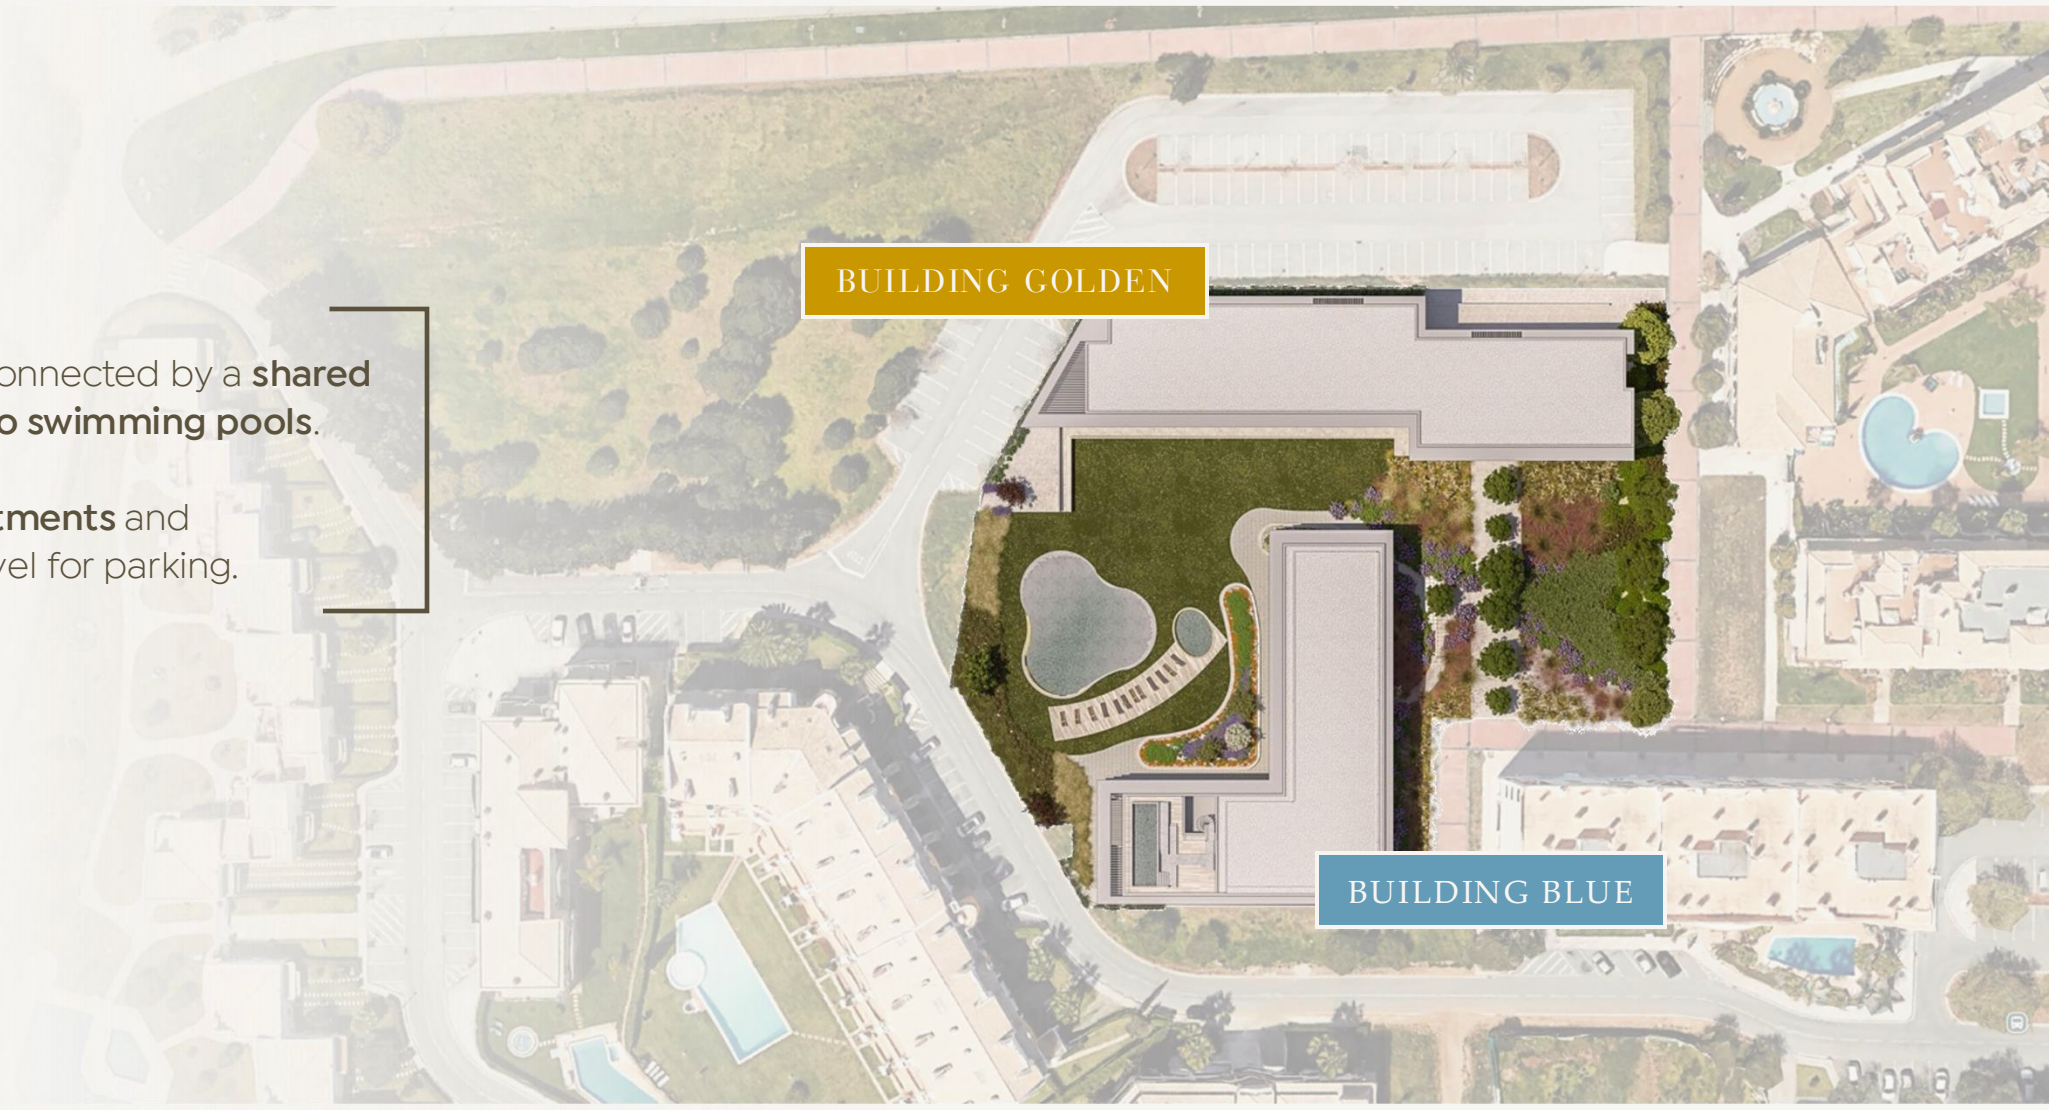 BUILDING GOLDEN
onnected by a shared
o swimming pools.
tments and
vel for parking.
BUILDING BLUE